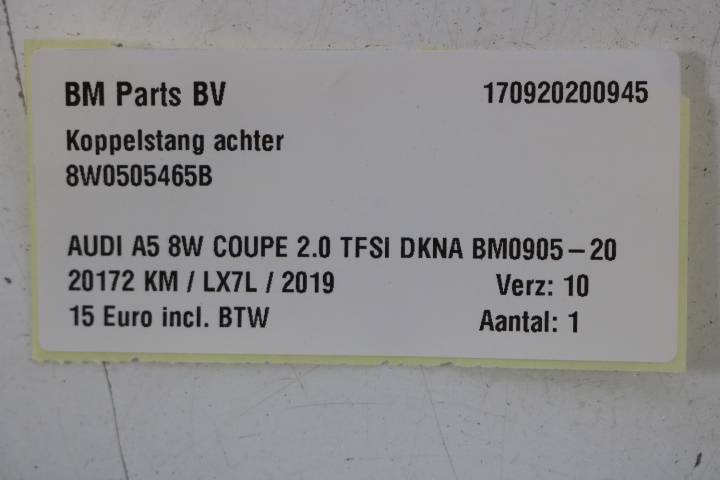 BM Parts BV 170920200945
Koppelstang achter
8W0505465B
AUDI A5 8W COUPE 2.0 TFSI DKNA BM0905-20
20172 KM / LX7L / 2019 Verz: 10
15 Euro incl. BTW Aantal: 1